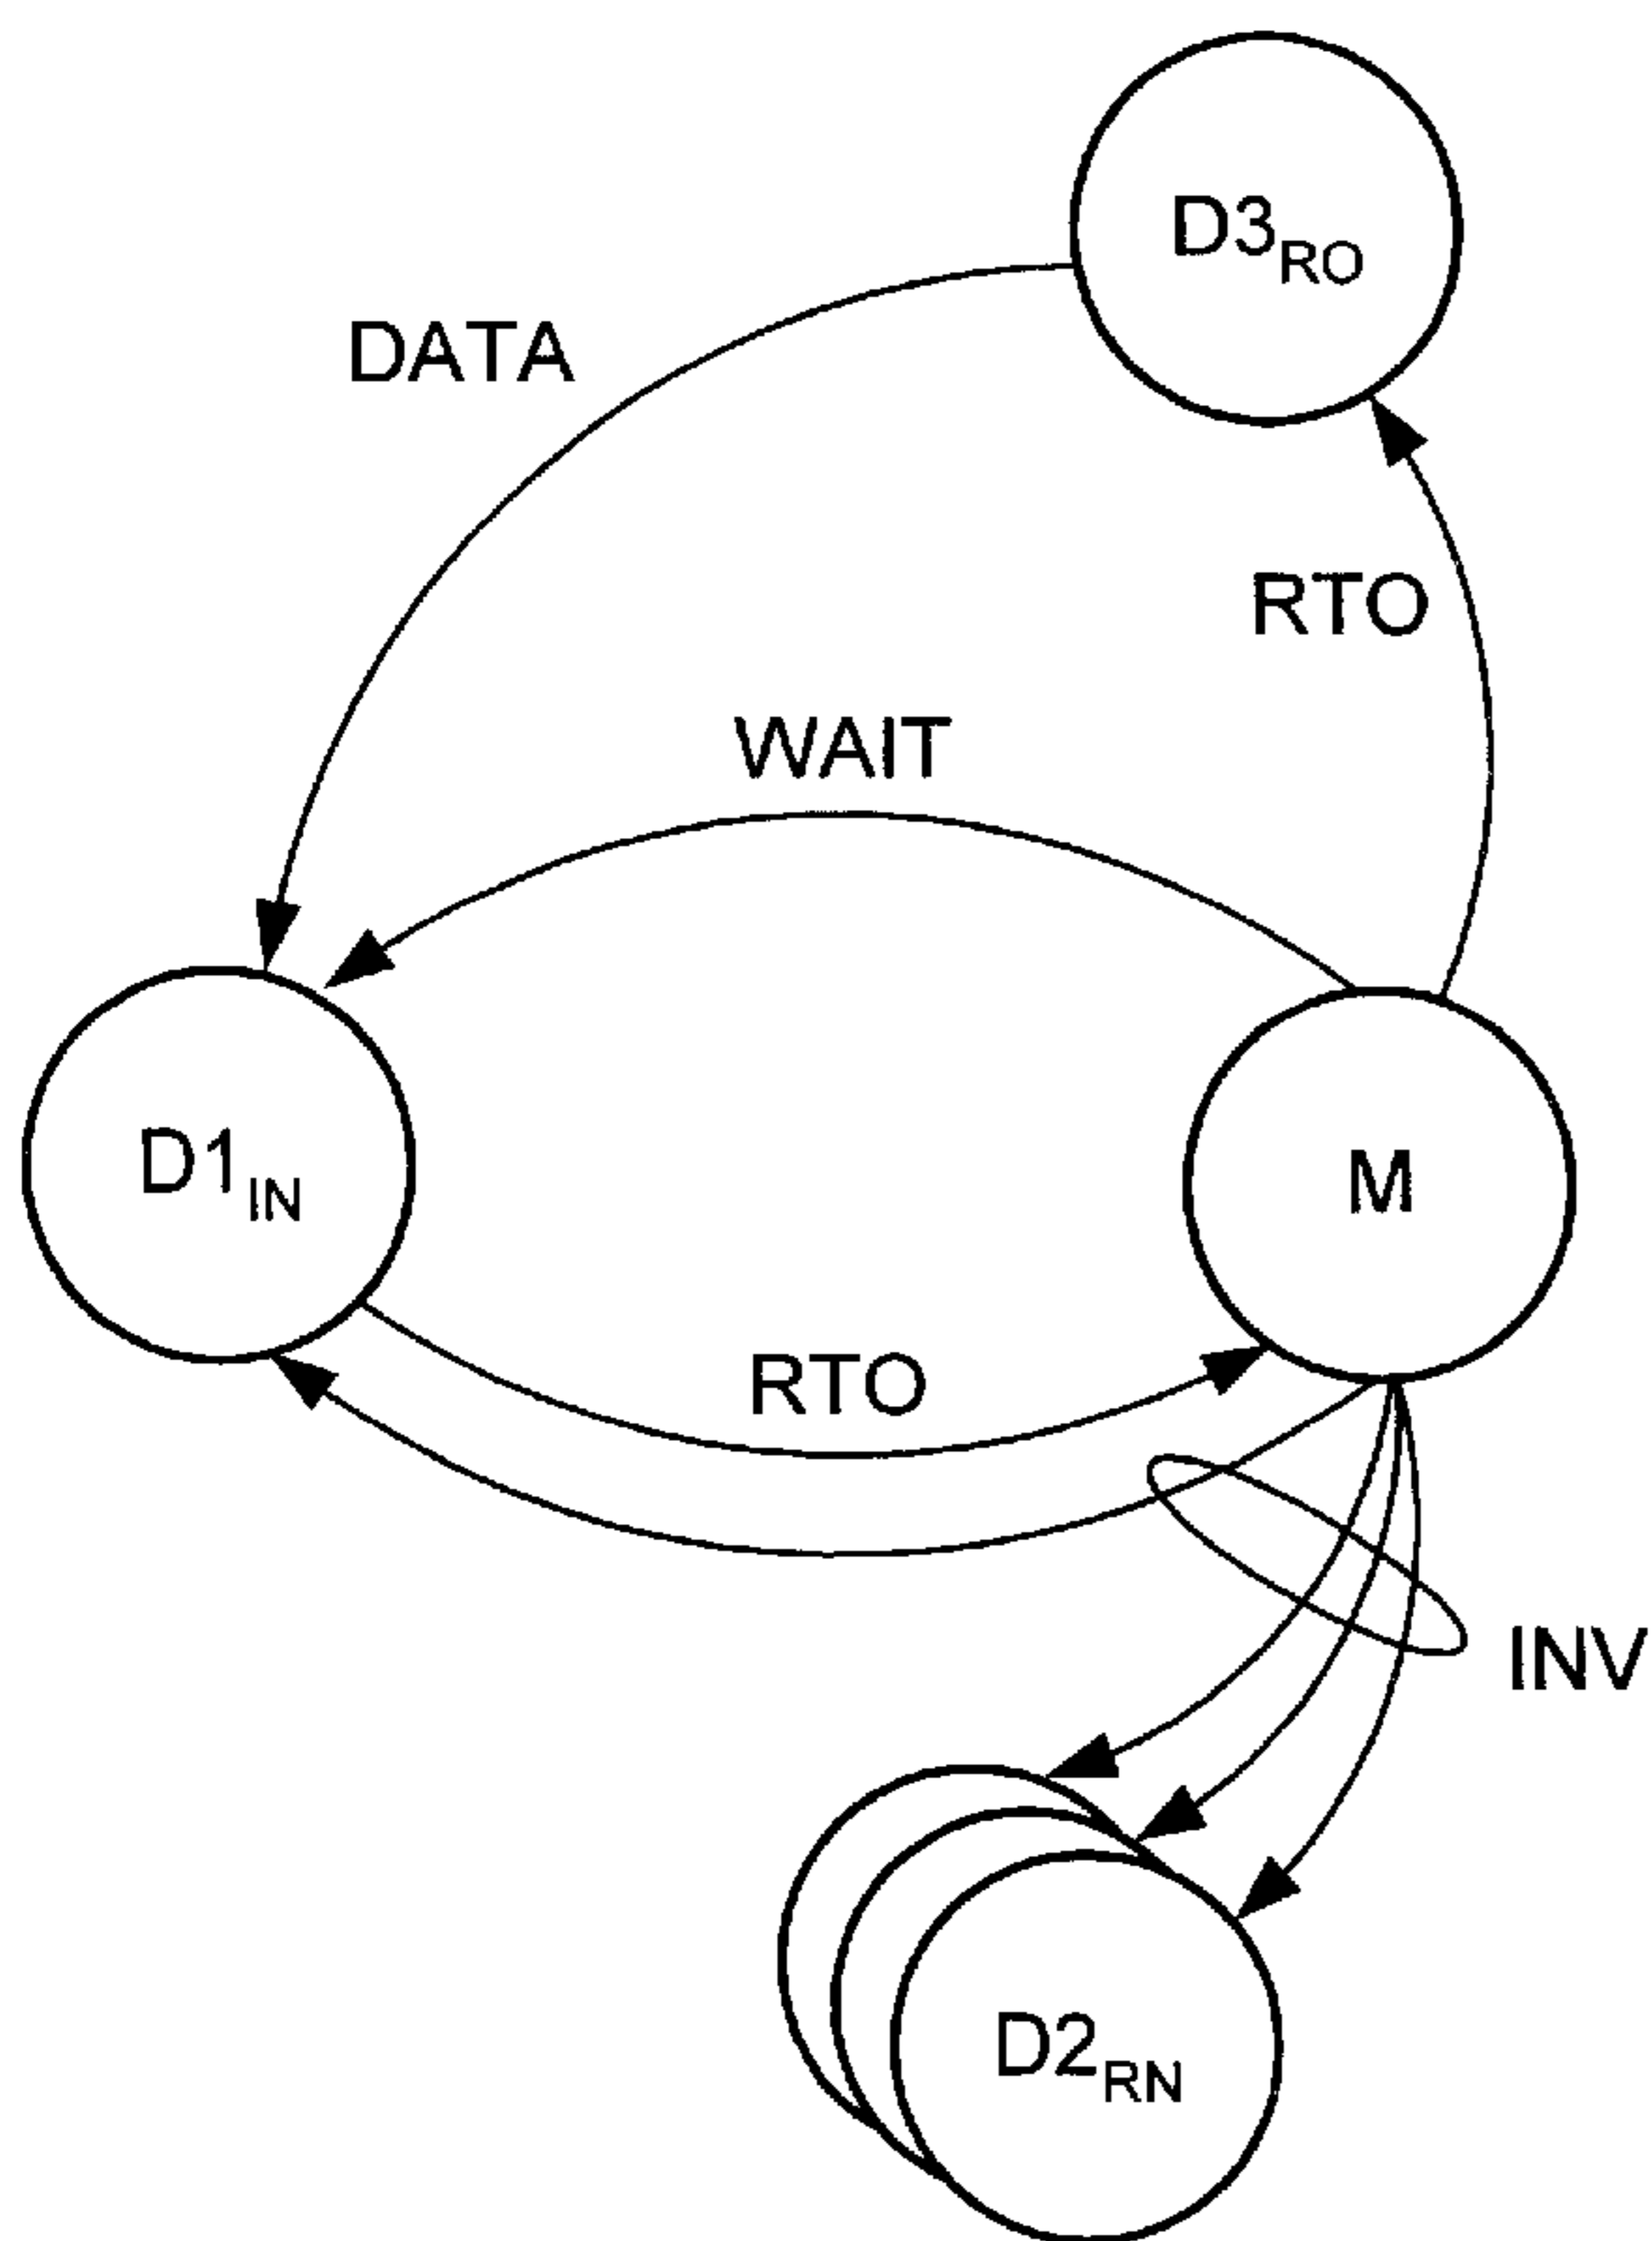 D3RO
DATA
RTO
WAIT
D1IN
M
RTO
INV
D2RN